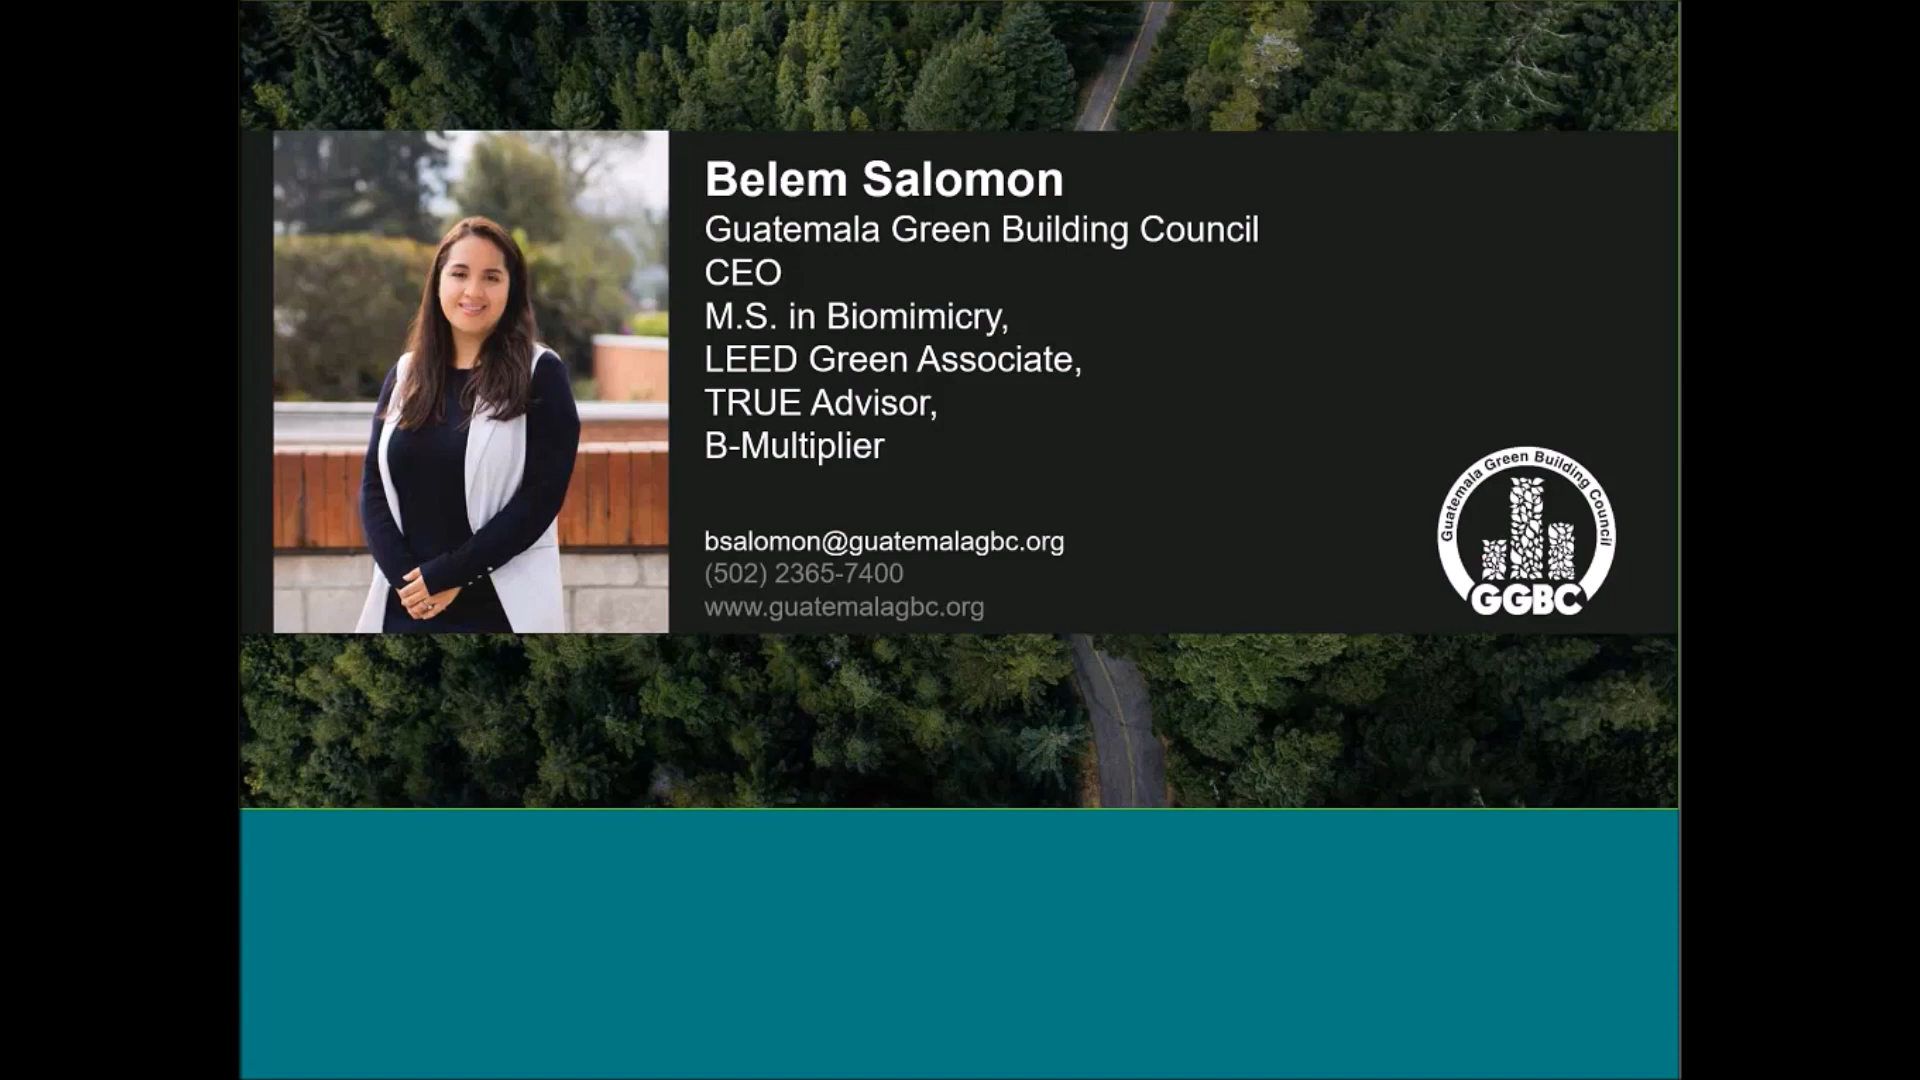 Belem Salomon
Guatemala Green Building Council
CEO
M.S. in Biomimicry,
LEED Green Associate,
TRUE Advisor,
B-Multiplier
bsalomon@guatemalagbc.org
(502) 2365-7400
www.guatemalagbc.org
Guatemala Green Building Council
GGBC